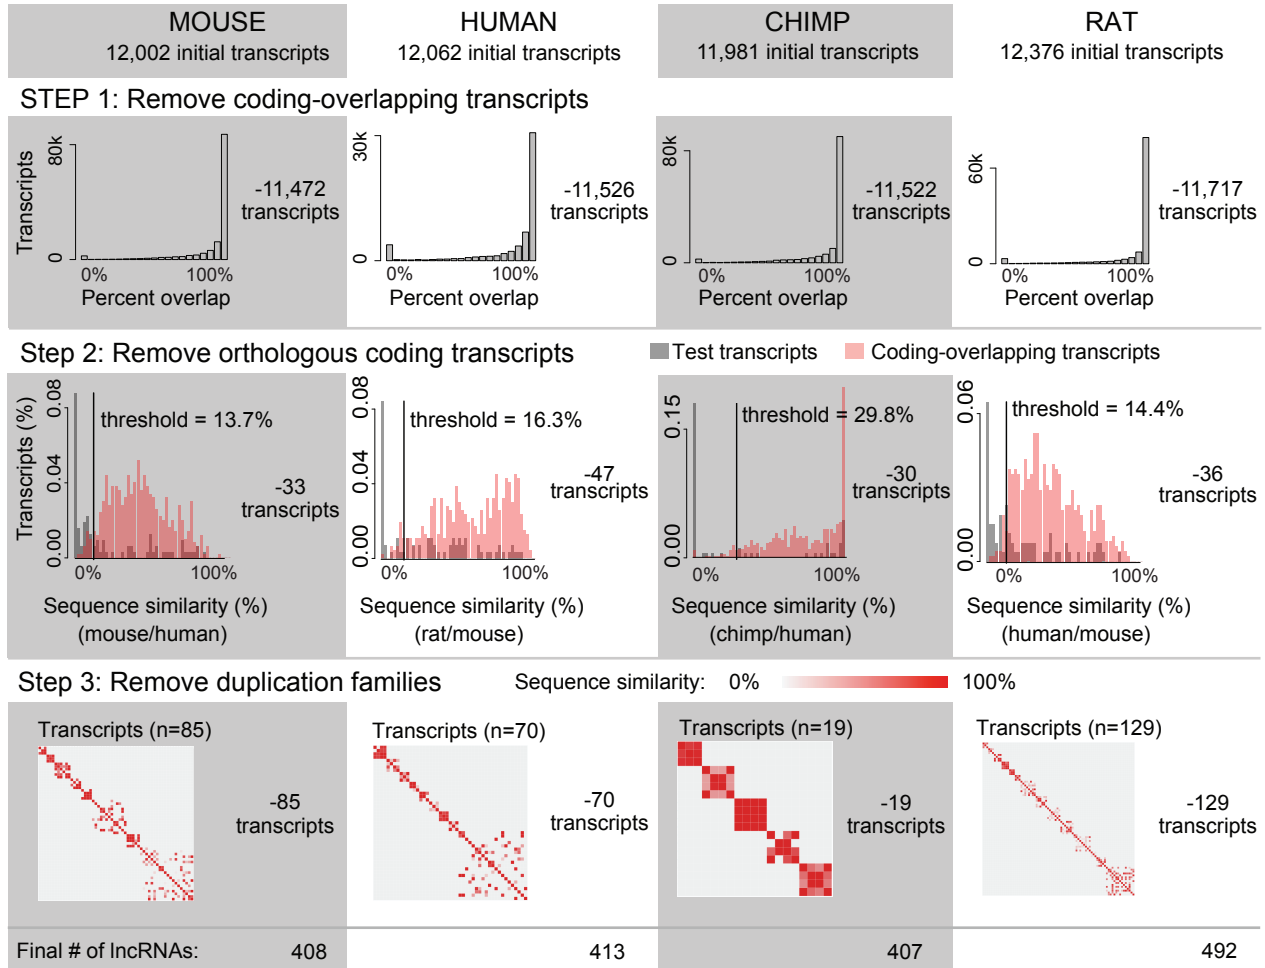 MOUSE HUMAN CHIMP RAT
12,002 initial transcripts 12,062 initial transcripts 11,981 initial transcripts 12,376 initial transcripts
STEP 1: Remove coding-overlapping transcripts
Transcripts
80k
0
0% 100%
Percent overlap
-11,472
transcripts
30k
0
0% 100%
Percent overlap
-11,526
transcripts
80k
0
0% 100%
Percent overlap
-11,522
transcripts
60k
0
0% 100%
Percent overlap
-11,717
transcripts
Step 2: Remove orthologous coding transcripts
Test transcripts Coding-overlapping transcripts
Transcripts (%)
0.08
0.04
0.00
threshold = 13.7%
-33
transcripts
0% 100%
Sequence similarity (%)
(mouse/human)
0.08
0.04
0.00
threshold = 16.3%
-47
transcripts
0% 100%
Sequence similarity (%)
(rat/mouse)
0.15
0.00
threshold = 29.8%
-30
transcripts
0% 100%
Sequence similarity (%)
(chimp/human)
0.06
0.00
threshold = 14.4%
-36
transcripts
0% 100%
Sequence similarity (%)
(human/mouse)
Step 3: Remove duplication families
Sequence similarity: 0% 100%
Transcripts (n=85)
-85
transcripts
Transcripts (n=70)
-70
transcripts
Transcripts (n=19)
-19
transcripts
Transcripts (n=129)
-129
transcripts
Final # of lncRNAs: 408 413 407 492